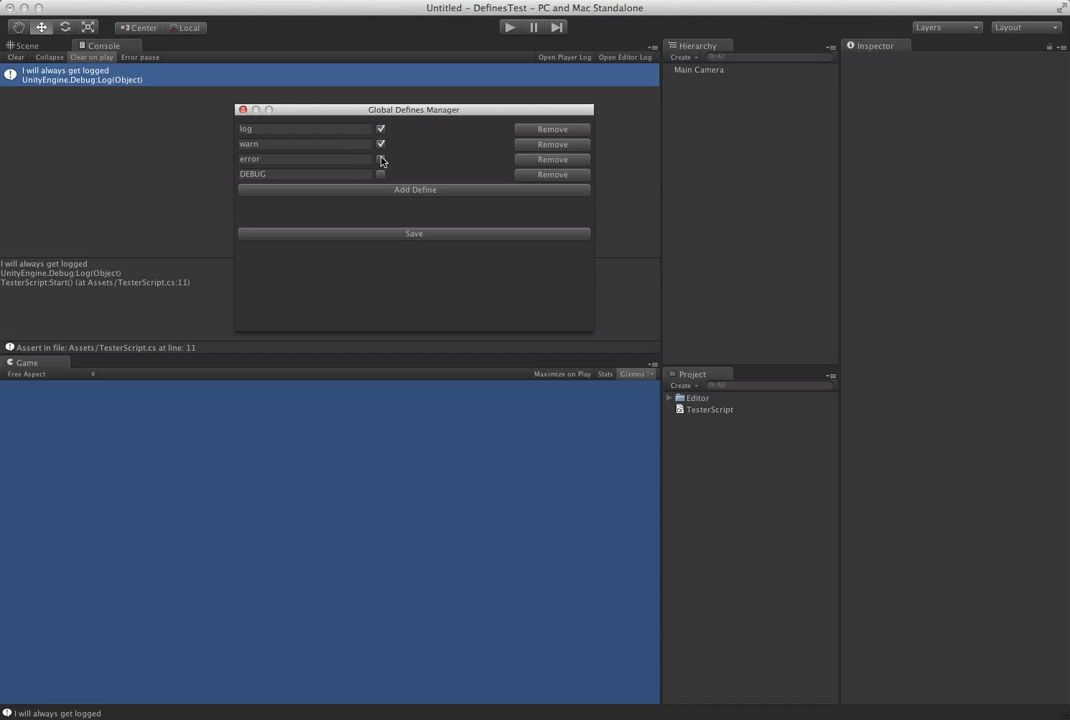 Untitled - DefinesTest - PC and Mac Standalone
Center Local Layers Layout
Scene Console
Clear Collapse Clear on play Error pause Open Player Log Open Editor Log
I will always get logged
UnityEngine.Debug:Log(Object)
Global Defines Manager
log Remove
warn Remove
error Remove
DEBUG Remove
Add Define
Save
I will always get logged
UnityEngine.Debug:Log(Object)
TesterScript:Start() (at Assets/TesterScript.cs:11)
Assert in file: Assets/TesterScript.cs at line: 11
Game
Free Aspect Maximize on Play Stats Gizmos
Hierarchy
Create All
Main Camera
Project
Create All
Editor
TesterScript
Inspector
I will always get logged